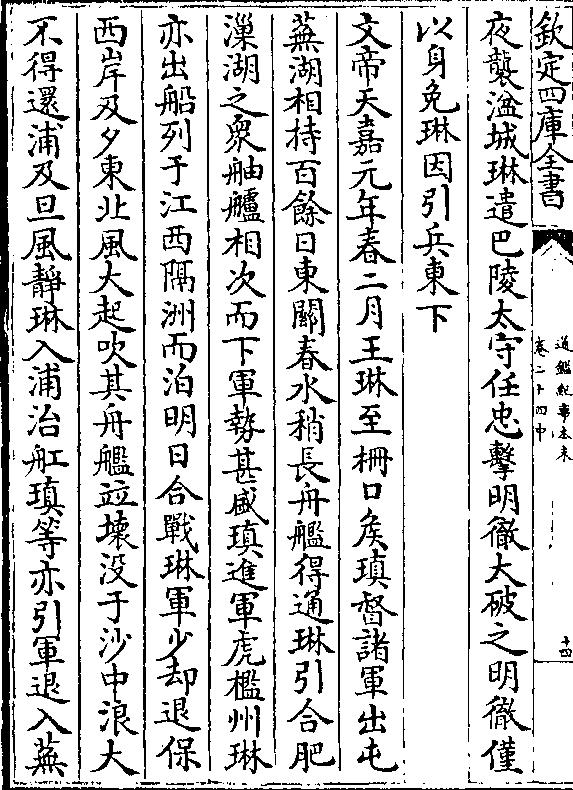 欽定四庫全書
通鑑紀事本末
卷二十四中
十四
夜襲湓城琳遣巴陵太守任忠擊明徹大破之明徹僅
以身免琳因引兵東下
文帝天嘉元年春二月王琳至柵口矦瑱督諸軍出屯
蕪湖相持百餘日東關春水稍長舟艦得通琳引合肥
漅湖之衆舳艫相次而下軍勢甚盛瑱進軍虎檻州琳
亦出船列于江西隔洲而泊明日合戰琳軍少却退保
西岸及夕東北風大起吹其舟艦竝壊没于沙中浪大
不得還浦及旦風靜琳入浦治舡瑱等亦引軍退入蕪